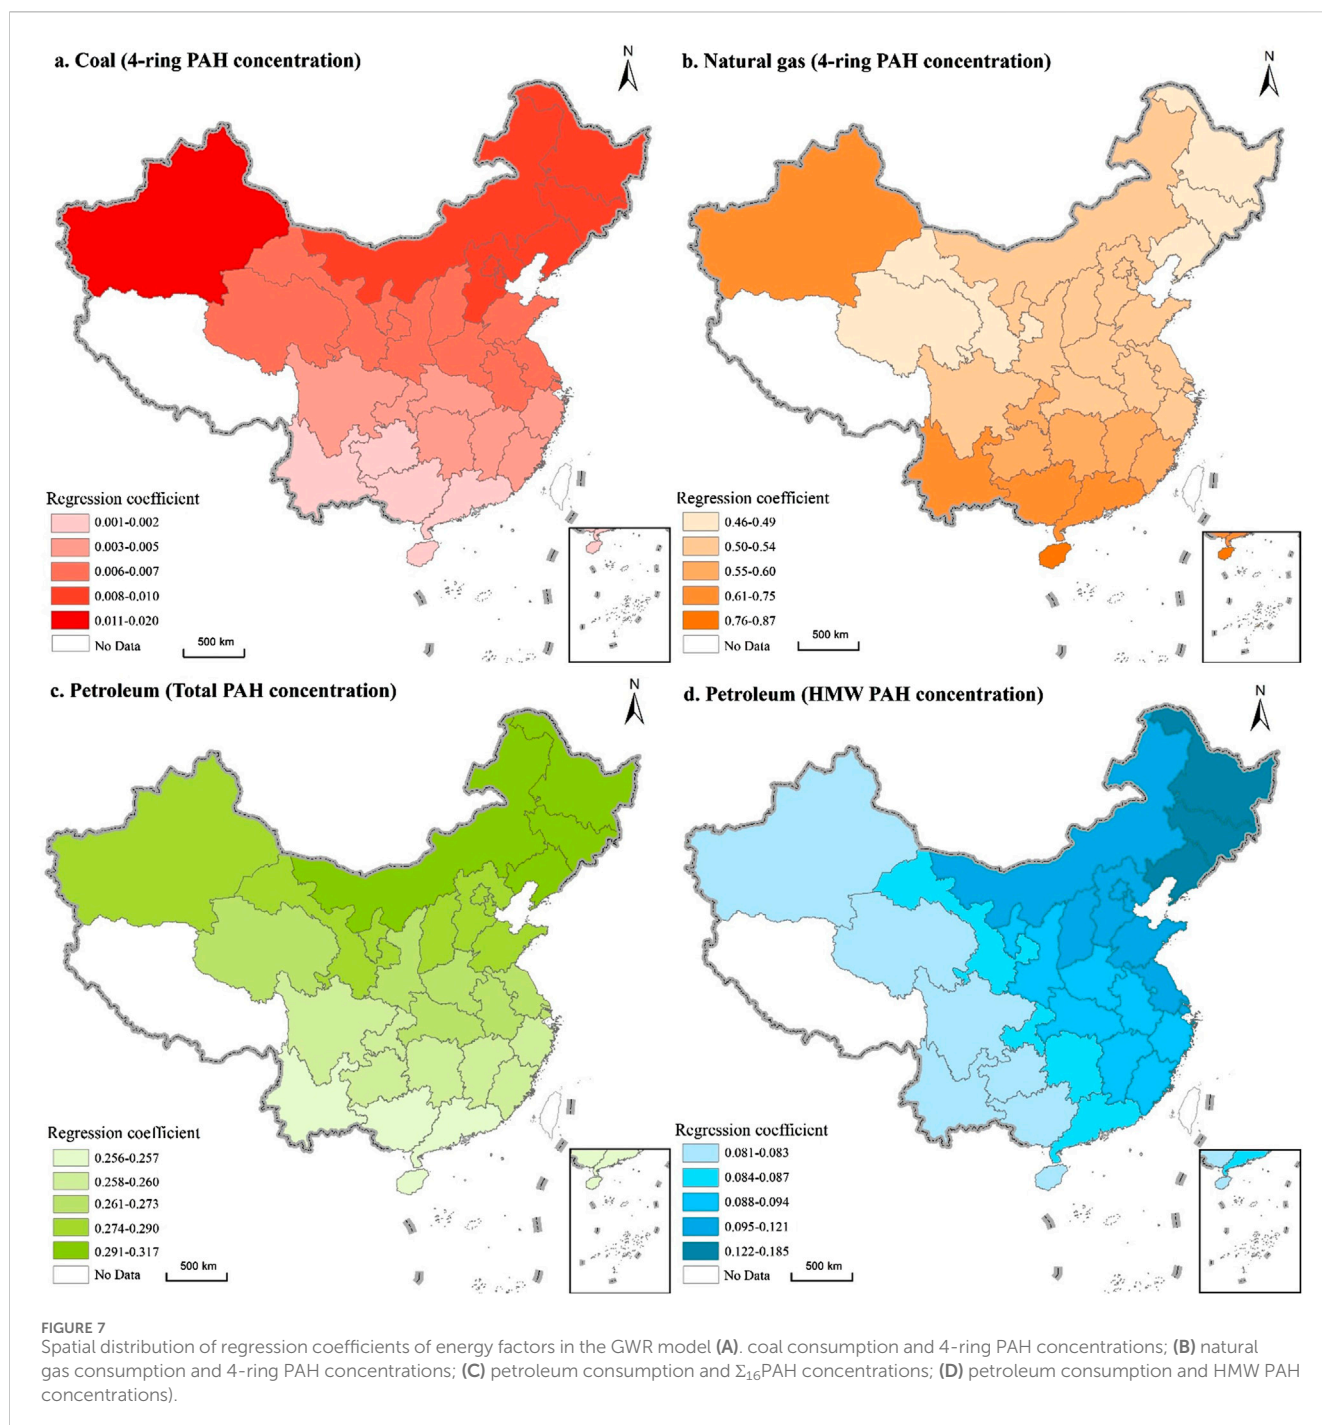 a. Coal (4-ring PAH concentration)
N
Regression coefficient
0.001-0.002
0.003-0.005
0.006-0.007
0.008-0.010
0.011-0.020
No Data
500 km
b. Natural gas (4-ring PAH concentration)
N
Regression coefficient
0.46-0.49
0.50-0.54
0.55-0.60
0.61-0.75
0.76-0.87
No Data
500 km
c. Petroleum (Total PAH concentration)
N
Regression coefficient
0.256-0.257
0.258-0.260
0.261-0.273
0.274-0.290
0.291-0.317
No Data
500 km
d. Petroleum (HMW PAH concentration)
N
Regression coefficient
0.081-0.083
0.084-0.087
0.088-0.094
0.095-0.121
0.122-0.185
No Data
500 km
FIGURE 7
Spatial distribution of regression coefficients of energy factors in the GWR model (A). coal consumption and 4-ring PAH concentrations; (B) natural
gas consumption and 4-ring PAH concentrations; (C) petroleum consumption and Σ₁₆PAH concentrations; (D) petroleum consumption and HMW PAH
concentrations).